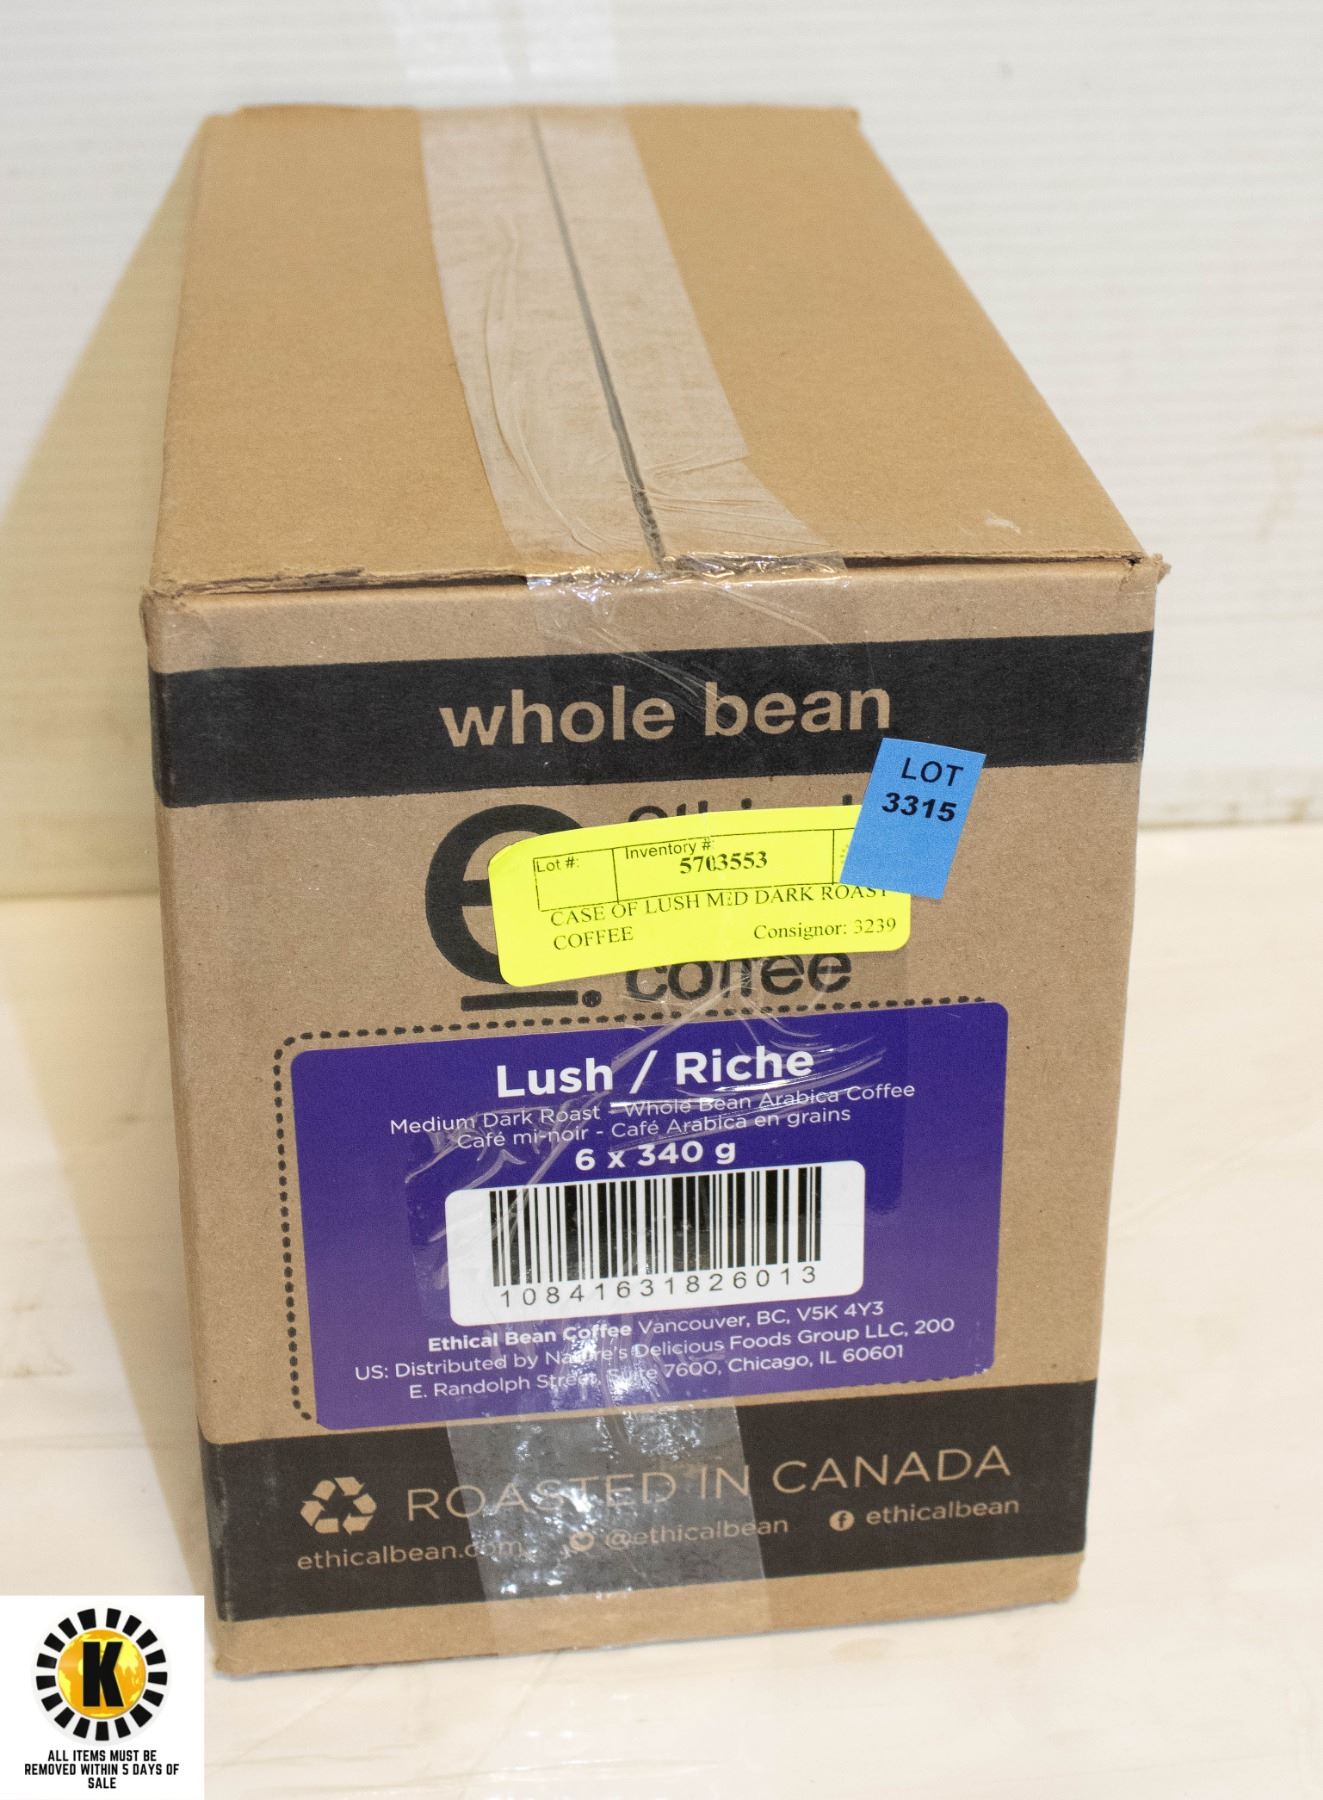 whole bean
LOT
3315
Lot #:
Inventory #:
5703553
CASE OF LUSH MED DARK ROAST
COFFEE
Consignor: 3239
e.
coffee
Lush / Riche
Medium Dark Roast - Whole Bean Arabica Coffee
Café mi-noir - Café Arabica en grains
6 x 340 g
10841631826013
Ethical Bean Coffee Vancouver, BC, V5K 4Y3
US: Distributed by Nature's Delicious Foods Group LLC, 200
E. Randolph Street, Suite 7600, Chicago, IL 60601
ROASTED IN CANADA
ethicalbean.com
@ethicalbean
f ethicalbean
K
ALL ITEMS MUST BE
REMOVED WITHIN 5 DAYS OF
SALE